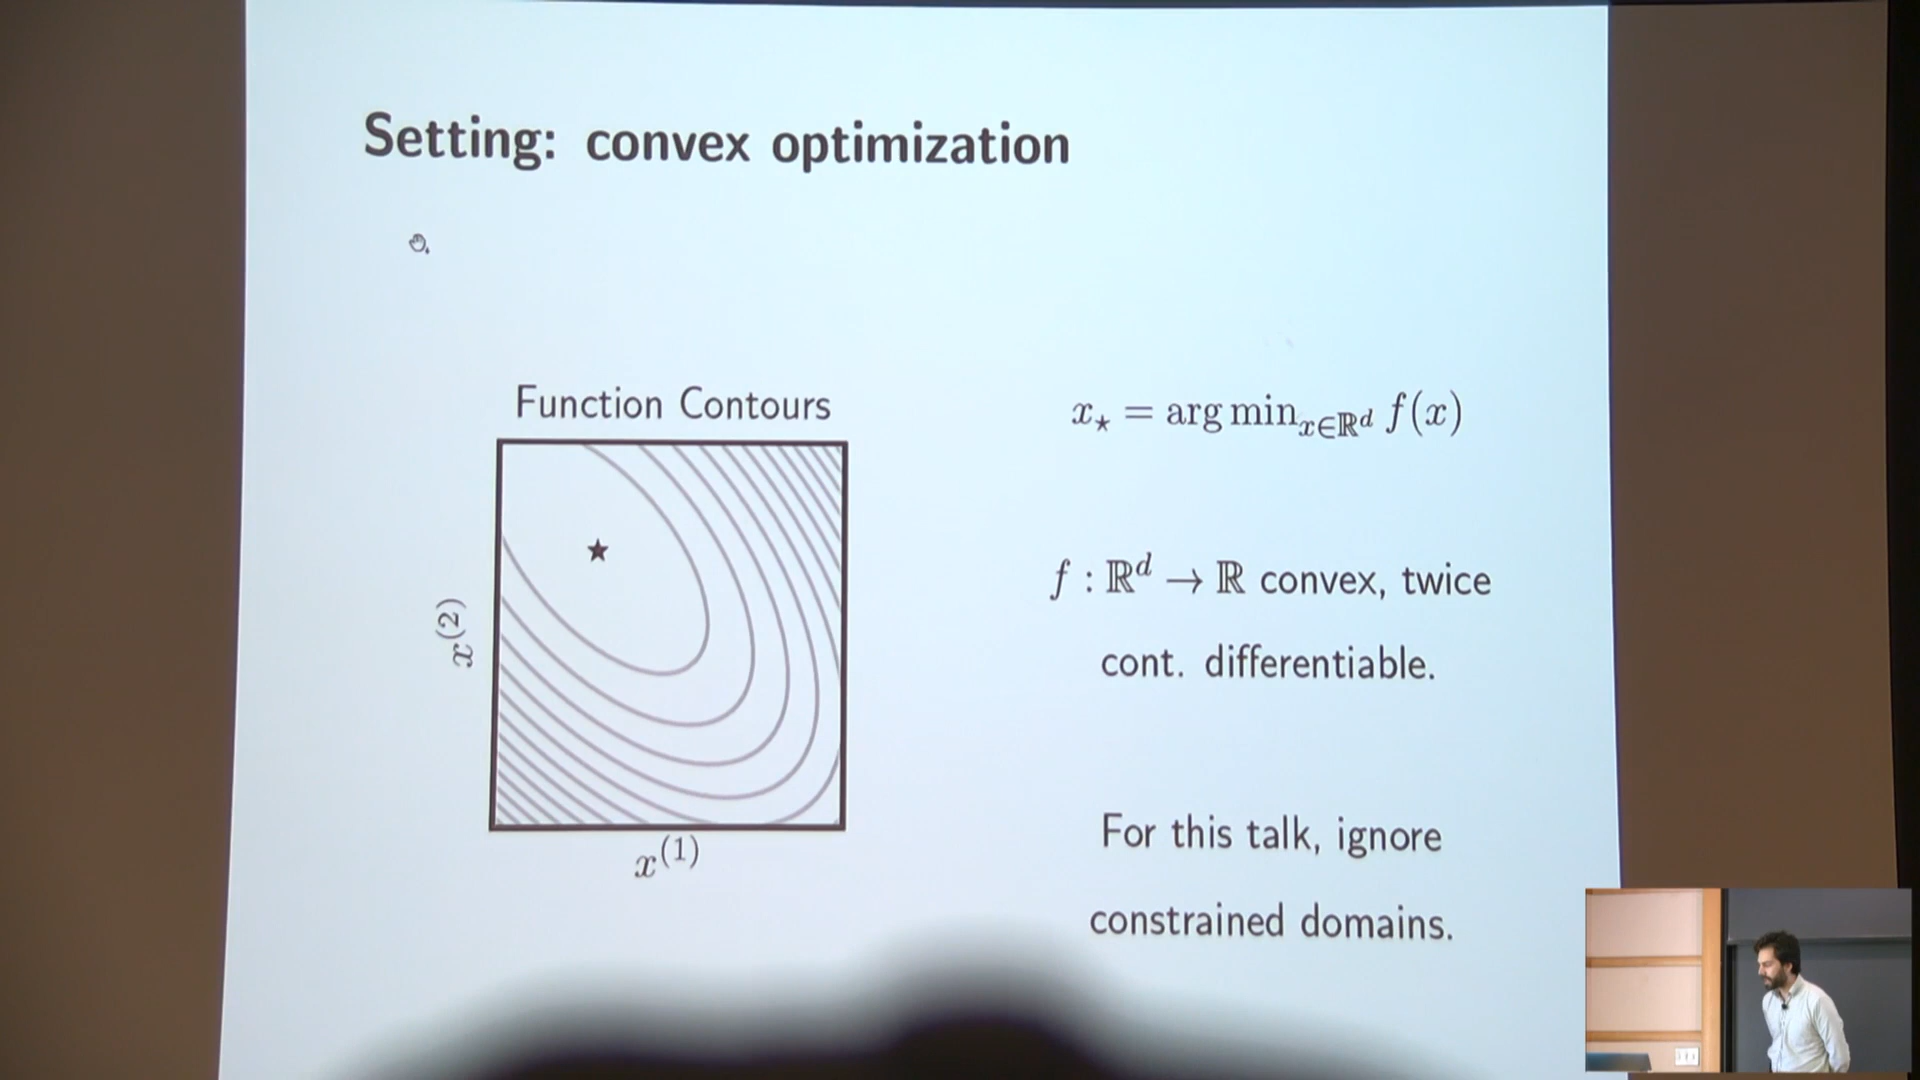 Setting: convex optimization
Function Contours
x^{(2)}
x^{(1)}
x_⋆ = arg min_{x∈ℝ^d} f(x)
f : ℝ^d → ℝ convex, twice
cont. differentiable.
For this talk, ignore
constrained domains.